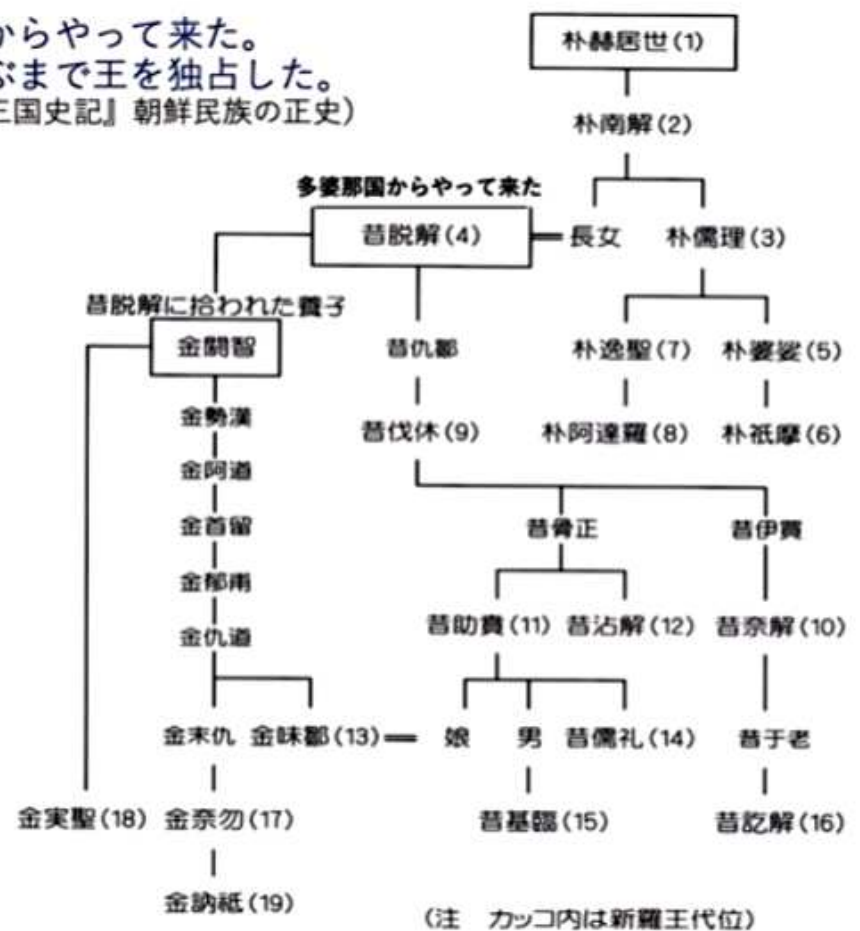 からやって来た。
ぶまで王を独占した。
三国史記』朝鮮民族の正史)
朴赫居世(1)
朴南解(2)
多婆那国からやって来た
昔脱解(4)
長女
朴儒理(3)
昔脱解に拾われた養子
金閼智
昔仇鄒
朴逸聖(7)
朴婆娑(5)
金勢漢
昔伐休(9)
朴阿達羅(8)
朴祇摩(6)
金阿道
金首留
昔骨正
昔伊買
金郁甫
金仇道
昔助賁(11)
昔沾解(12)
昔奈解(10)
金末仇
金味鄒(13)
娘
男
昔儒礼(14)
昔于老
金実聖(18)
金奈勿(17)
昔基臨(15)
昔訖解(16)
金訥祇(19)
(注 カッコ内は新羅王代位)